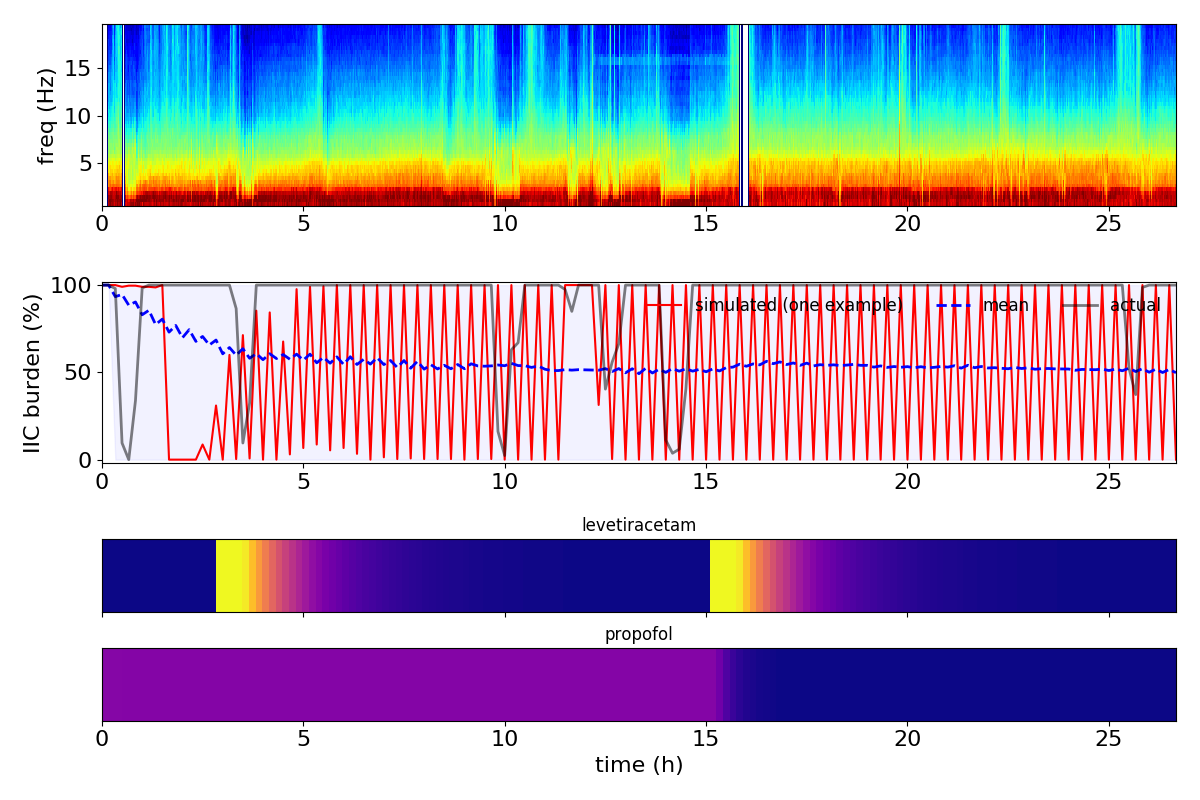 freq (Hz)
15
10
5
0 5 10 15 20 25
IIC burden (%)
100
50
0
simulated (one example) mean actual
0 5 10 15 20 25
levetiracetam
propofol
0 5 10 15 20 25
time (h)